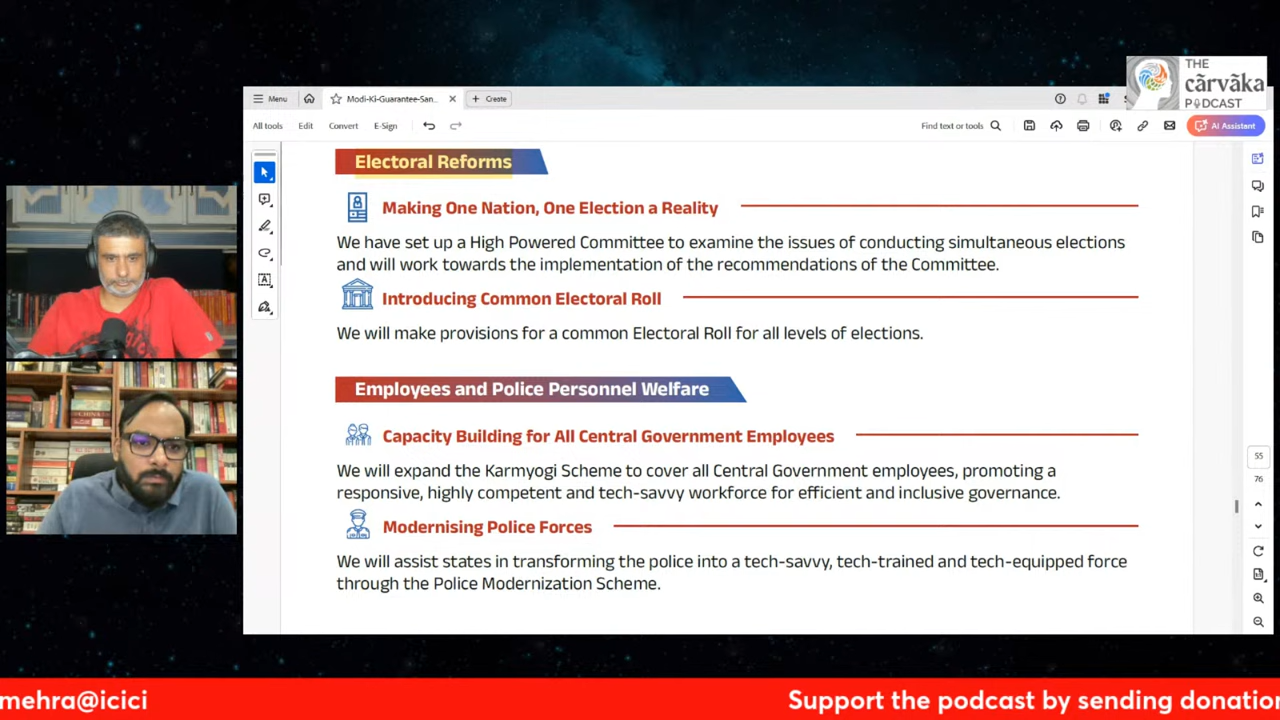 THE
cārvāka
PODCAST
Menu
Modi-Ki-Guarantee-San...
Create
All tools
Edit
Convert
E-Sign
Find text or tools
AI Assistant
Electoral Reforms
Making One Nation, One Election a Reality
We have set up a High Powered Committee to examine the issues of conducting simultaneous elections
and will work towards the implementation of the recommendations of the Committee.
Introducing Common Electoral Roll
We will make provisions for a common Electoral Roll for all levels of elections.
Employees and Police Personnel Welfare
Capacity Building for All Central Government Employees
We will expand the Karmyogi Scheme to cover all Central Government employees, promoting a
responsive, highly competent and tech-savvy workforce for efficient and inclusive governance.
Modernising Police Forces
We will assist states in transforming the police into a tech-savvy, tech-trained and tech-equipped force
through the Police Modernization Scheme.
55
76
mehra@icici
Support the podcast by sending donation